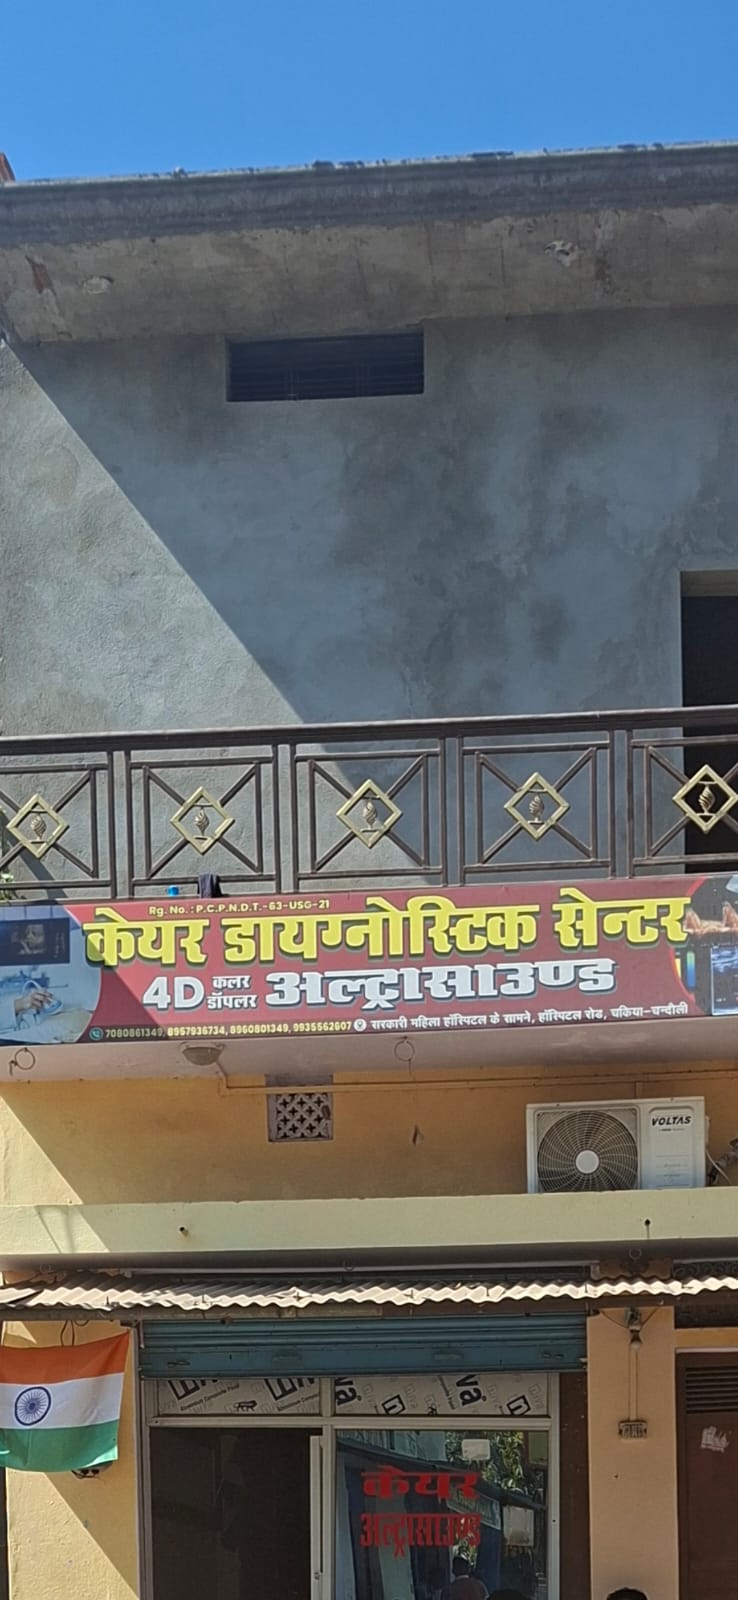 Rg. No. : P.C.P.N.D.T.-63-USG-21
केयर डायग्नोस्टिक सेन्टर
4D कलर डॉपलर अल्ट्रासाउण्ड
7080861349, 8957936734, 8960801349, 9935562607 सरकारी महिला हॉस्पिटल के सामने, हॉस्पिटल रोड, चकिया-चन्दौली
VOLTAS
केयर
अल्ट्रासाउण्ड